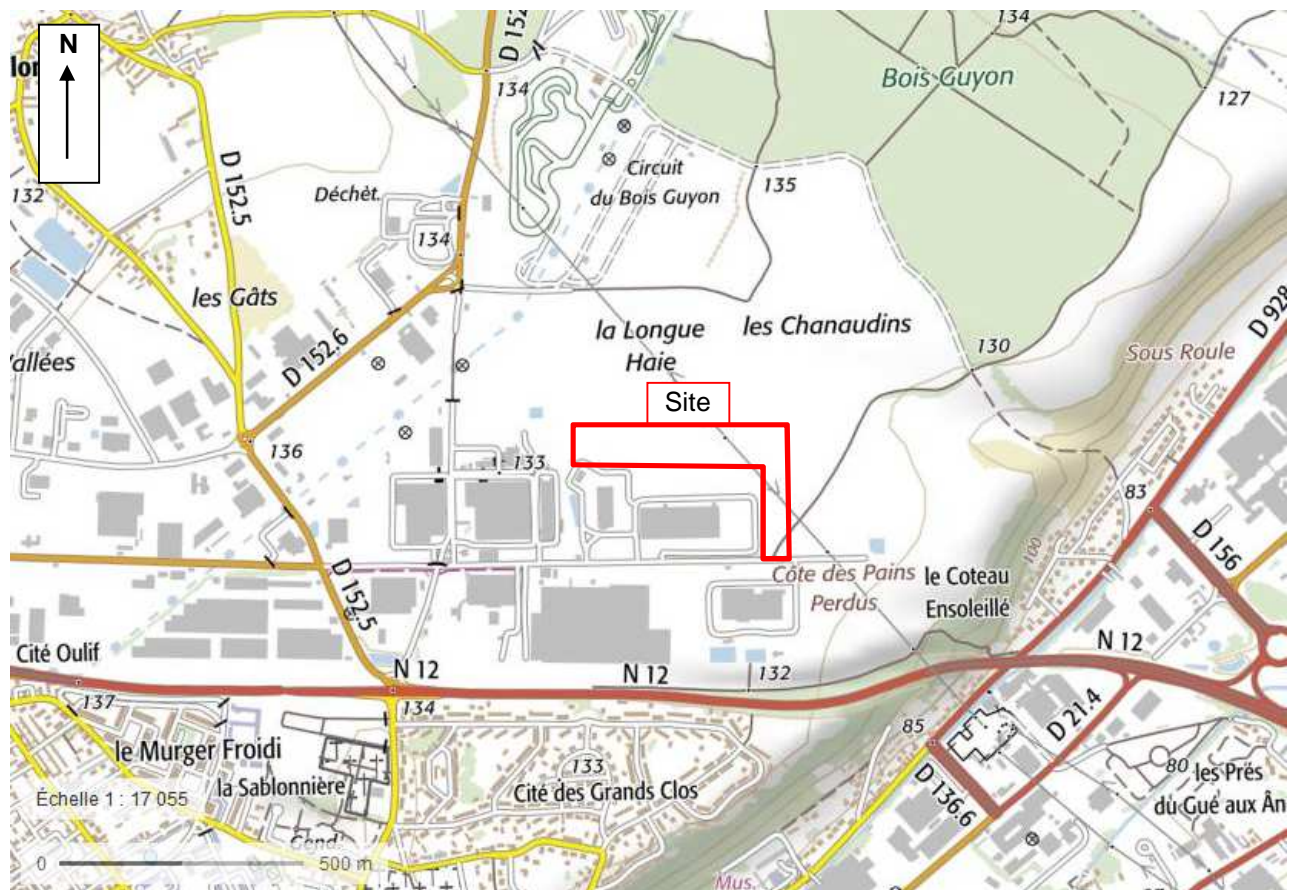 N
134
D 152
Bois Guyon
134
127
D 152.5
132
Déchèt.
Circuit
du Bois Guyon
135
134
les Gâts
la Longue
Haie
les Chanaudins
D 928
130
Sous Roule
D 152.6
allées
Site
136
133
83
100
D 156
Côte des Pains
Perdus
le Coteau
Ensoleillé
D 152.5
Cité Oulif
N 12
N 12
132
N 12
137
134
85
D 21.4
le Murger Froidi
133
80
les Prés
du Gué aux Ân
Échelle 1 : 17 055
la Sablonnière
Cité des Grands Clos
D 136.6
Gend
0
500 m
Mus.